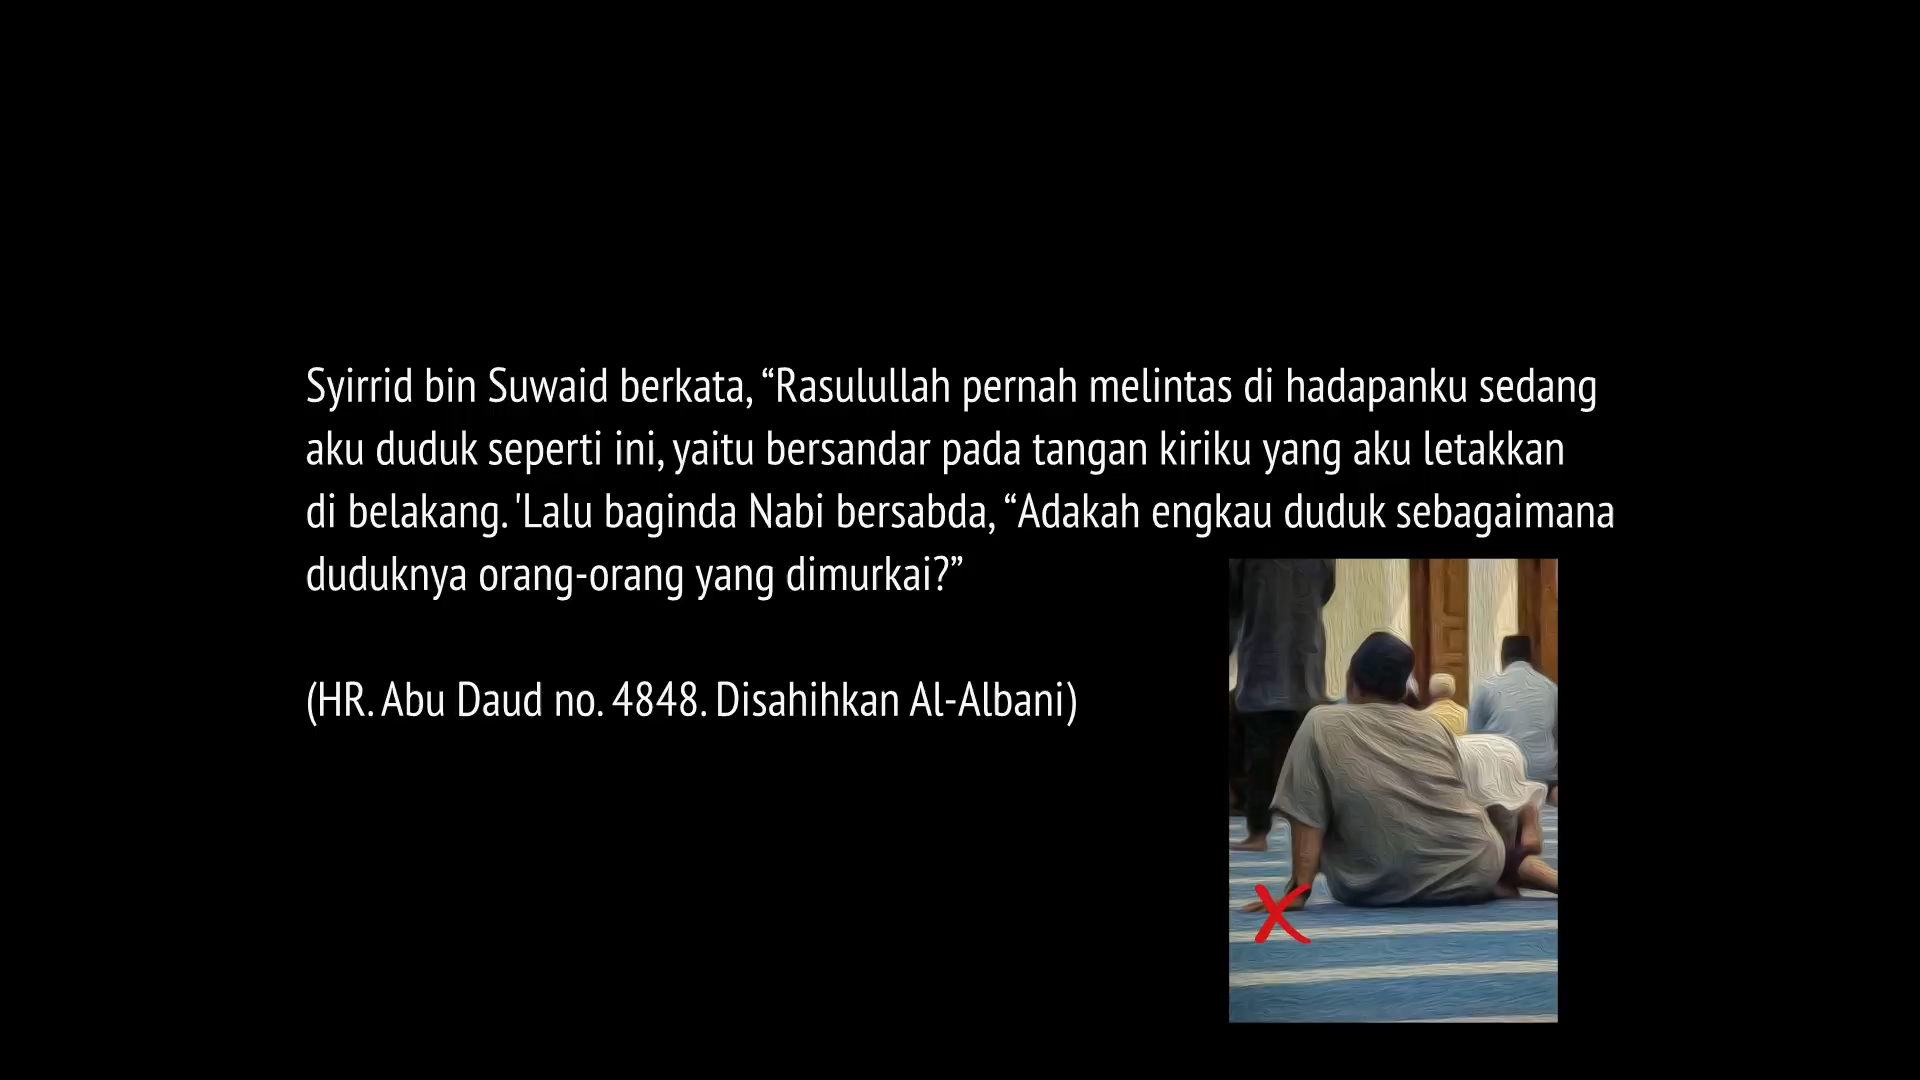 Syirrid bin Suwaid berkata, “Rasulullah pernah melintas di hadapanku sedang
aku duduk seperti ini, yaitu bersandar pada tangan kiriku yang aku letakkan
di belakang. 'Lalu baginda Nabi bersabda, “Adakah engkau duduk sebagaimana
duduknya orang-orang yang dimurkai?”
(HR. Abu Daud no. 4848. Disahihkan Al-Albani)